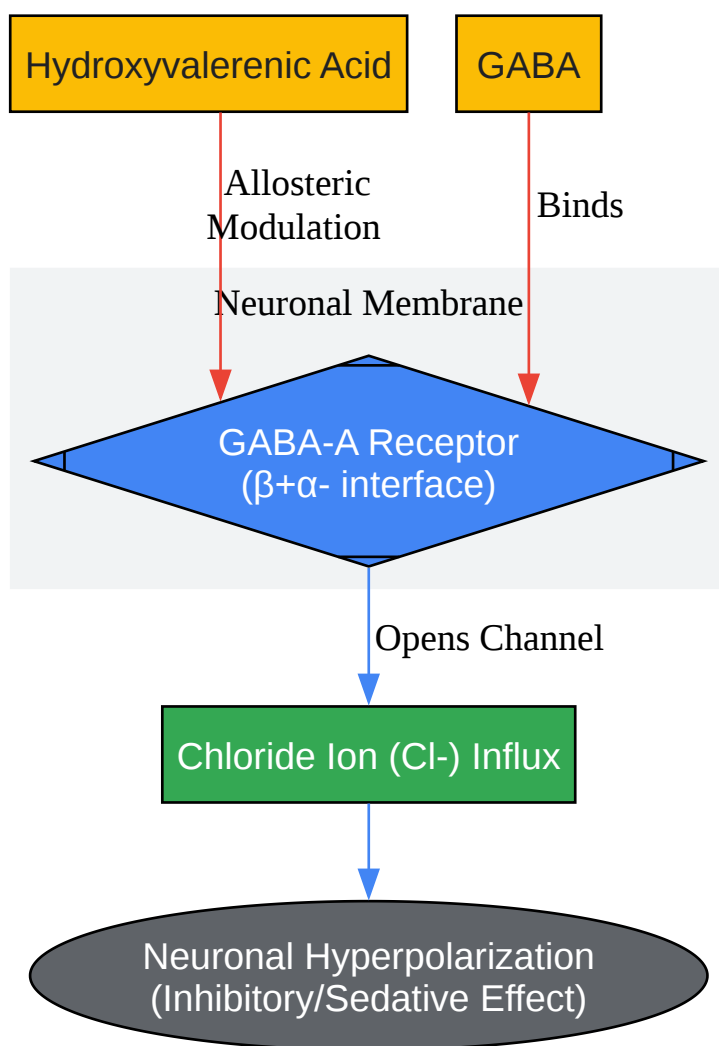 Hydroxyvalerenic Acid
GABA
Allosteric
Modulation
Binds
Neuronal Membrane
GABA-A Receptor
(β+α- interface)
Opens Channel
Chloride Ion (Cl-) Influx
Neuronal Hyperpolarization
(Inhibitory/Sedative Effect)